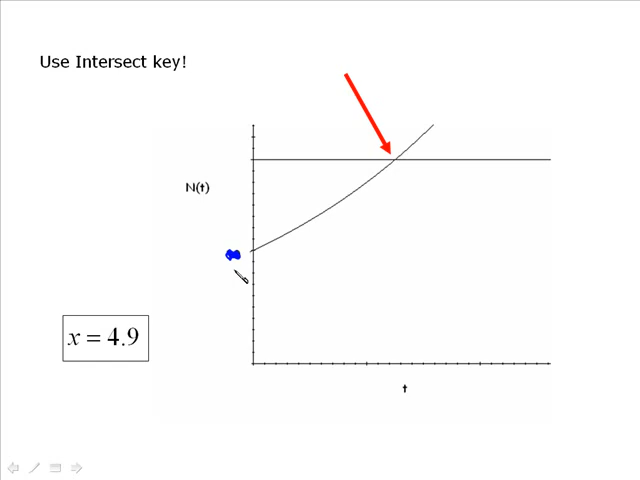 Use Intersect key!
N(t)
x = 4.9
t